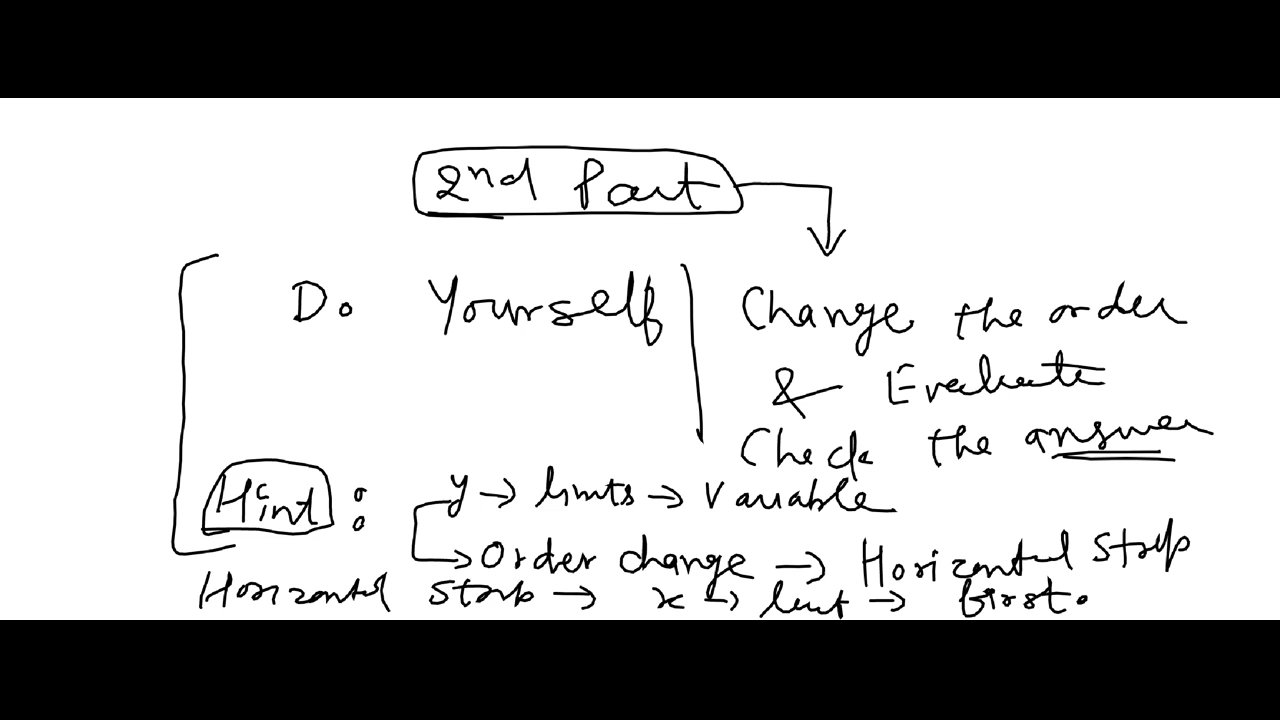 2nd Part
Do Yourself
Change the order
& Evaluate
Check the answer
Hint : y → limits → Variable
→ Order change → Horizontal Strip
Horizontal Strip → x → limit → first.